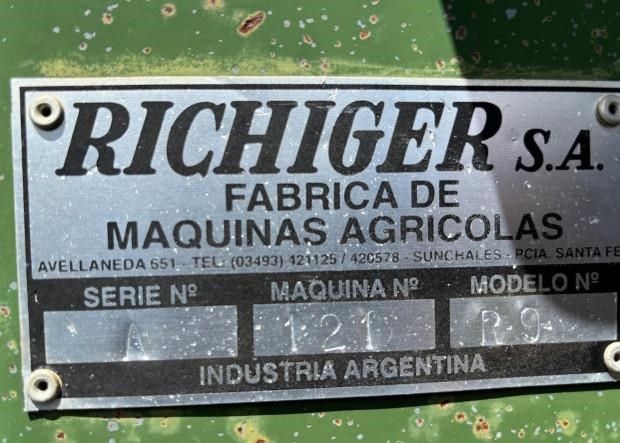 RICHIGER S.A.
FABRICA DE
MAQUINAS AGRICOLAS
AVELLANEDA 651 - TEL: (03493) 421125 / 420578 - SUNCHALES - PCIA. SANTA FE
SERIE Nº MAQUINA Nº MODELO Nº
A R9
INDUSTRIA ARGENTINA